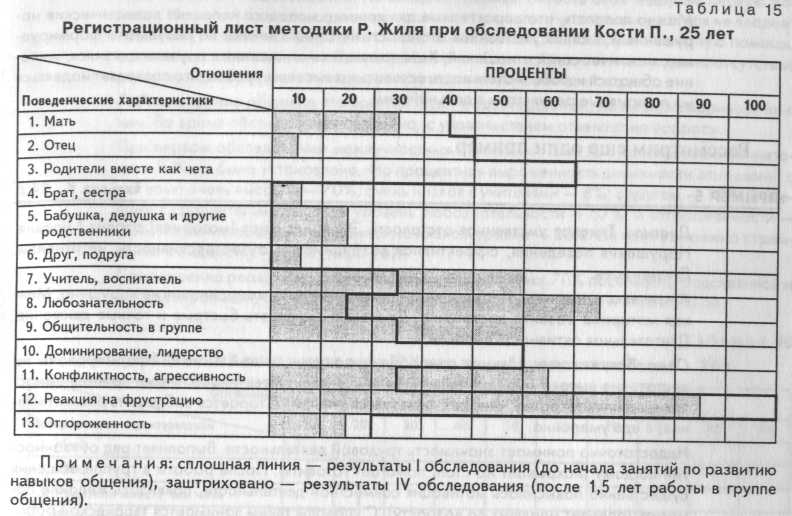 Таблица 15
Регистрационный лист методики Р. Жиля при обследовании Кости П., 25 лет
Отношения
ПРОЦЕНТЫ
Поведенческие характеристики
10 20 30 40 50 60 70 80 90 100
1. Мать
2. Отец
3. Родители вместе как чета
4. Брат, сестра
5. Бабушка, дедушка и другие
родственники
6. Друг, подруга
7. Учитель, воспитатель
8. Любознательность
9. Общительность в группе
10. Доминирование, лидерство
11. Конфликтность, агрессивность
12. Реакция на фрустрацию
13. Отгороженность
Примечания: сплошная линия — результаты I обследования (до начала занятий по развитию
навыков общения), заштриховано — результаты IV обследования (после 1,5 лет работы в группе
общения).